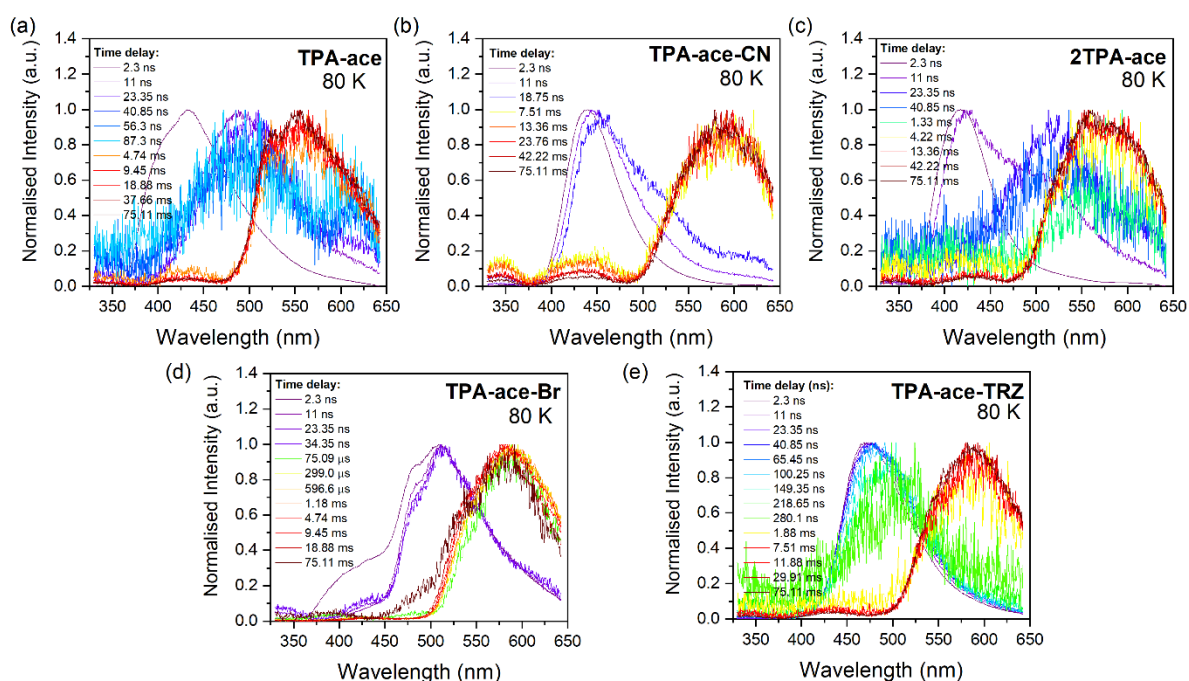 (a)
Normalised Intensity (a.u.)
1.4
1.2
1.0
0.8
0.6
0.4
0.2
0.0
Time delay:
2.3 ns
11 ns
23.35 ns
40.85 ns
56.3 ns
87.3 ns
4.74 ms
9.45 ms
18.88 ms
37.66 ms
75.11 ms
TPA-ace
80 K
350 400 450 500 550 600 650
Wavelength (nm)
(b)
Normalised Intensity (a.u.)
1.4
1.2
1.0
0.8
0.6
0.4
0.2
0.0
Time delay:
2.3 ns
11 ns
18.75 ns
7.51 ms
13.36 ms
23.76 ms
42.22 ms
75.11 ms
TPA-ace-CN
80 K
350 400 450 500 550 600 650
Wavelength (nm)
(c)
Normalised Intensity (a.u.)
1.4
1.2
1.0
0.8
0.6
0.4
0.2
0.0
Time delay:
2.3 ns
11 ns
23.35 ns
40.85 ns
1.33 ms
4.22 ms
13.36 ms
42.22 ms
75.11 ms
2TPA-ace
80 K
350 400 450 500 550 600 650
Wavelength (nm)
(d)
Normalised Intensity (a.u.)
1.4
1.2
1.0
0.8
0.6
0.4
0.2
0.0
Time delay:
2.3 ns
11 ns
23.35 ns
34.35 ns
75.09 µs
299.0 µs
596.6 µs
1.18 ms
4.74 ms
9.45 ms
18.88 ms
75.11 ms
TPA-ace-Br
80 K
350 400 450 500 550 600 650
Wavelength (nm)
(e)
Normalised Intensity (a.u.)
1.4
1.2
1.0
0.8
0.6
0.4
0.2
0.0
Time delay (ns):
2.3 ns
11 ns
23.35 ns
40.85 ns
65.45 ns
100.25 ns
149.35 ns
218.65 ns
280.1 ns
1.88 ms
7.51 ms
11.88 ms
29.91 ms
75.11 ms
TPA-ace-TRZ
80 K
350 400 450 500 550 600 650
Wavelength (nm)